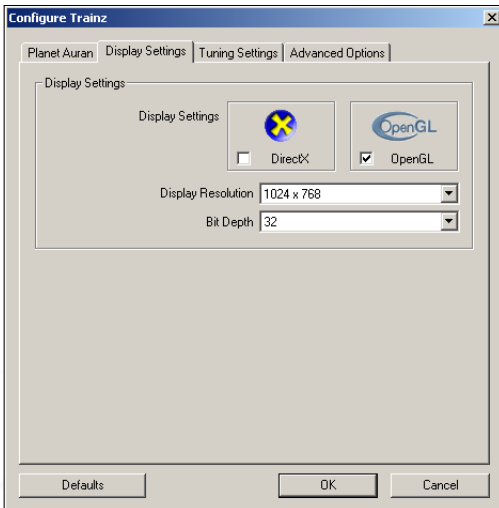 Configure Trainz
Planet Auran
Display Settings
Tuning Settings
Advanced Options
Display Settings
Display Settings
OpenGL
DirectX
OpenGL
Display Resolution
1024 x 768
Bit Depth
32
Defaults
OK
Cancel